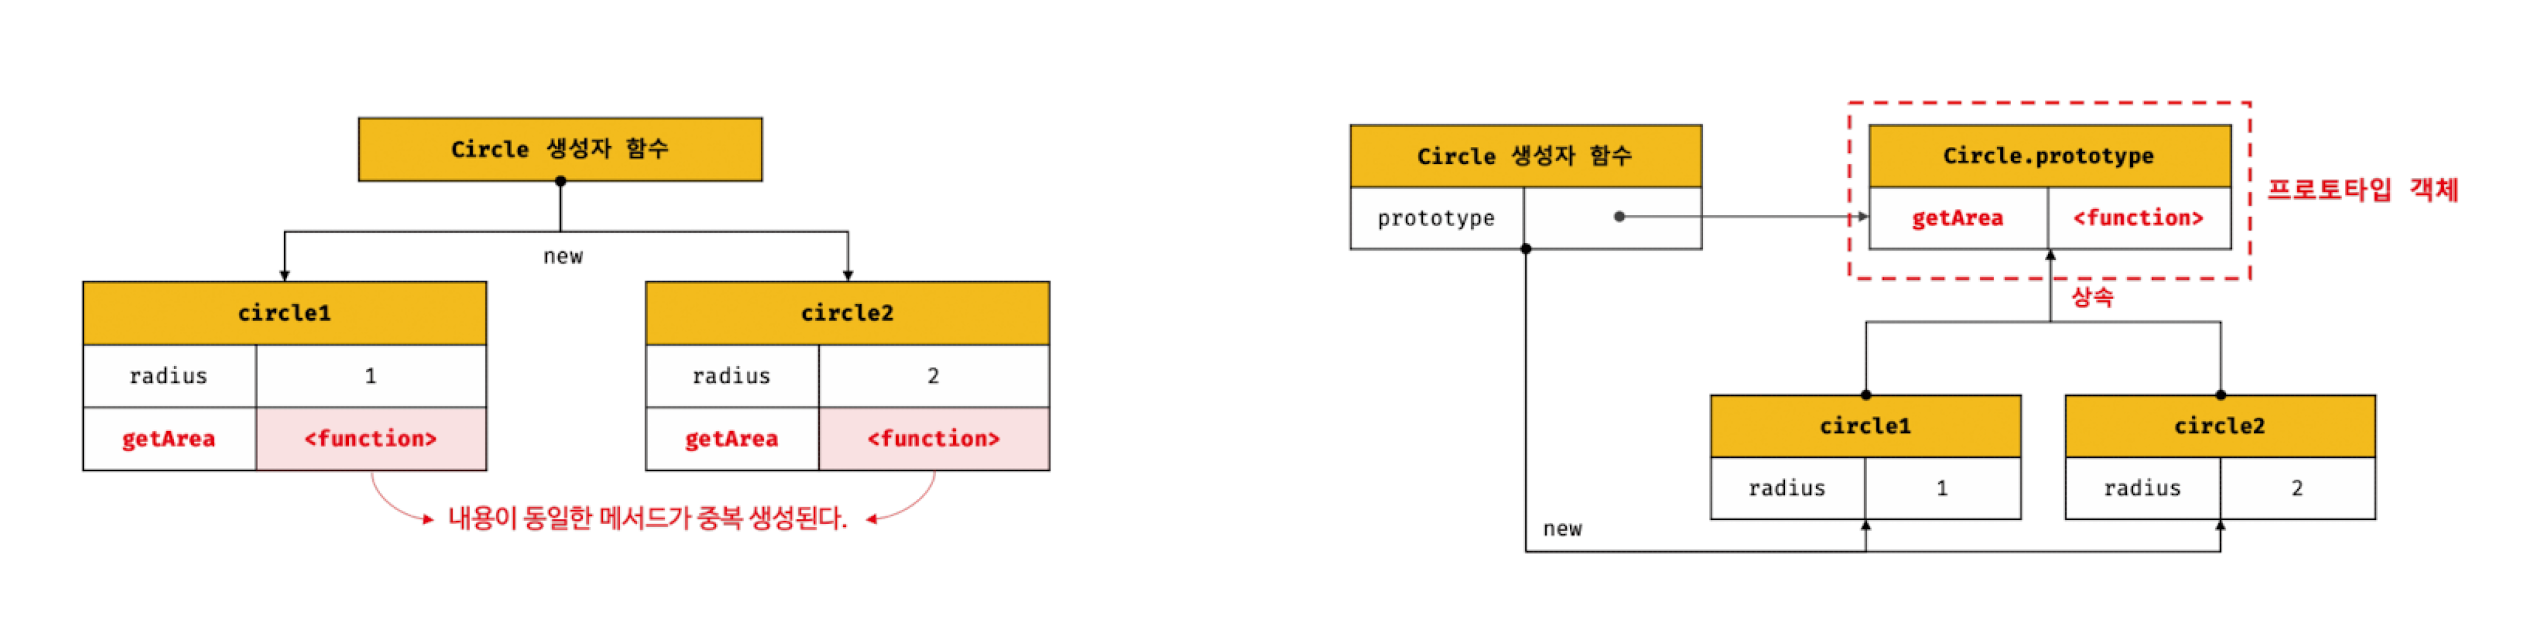 Circle 생성자 함수
new
circle1
radius 1
getArea <function>
circle2
radius 2
getArea <function>
내용이 동일한 메서드가 중복 생성된다.
Circle 생성자 함수
prototype
Circle.prototype
getArea <function>
프로토타입 객체
상속
circle1
radius 1
circle2
radius 2
new